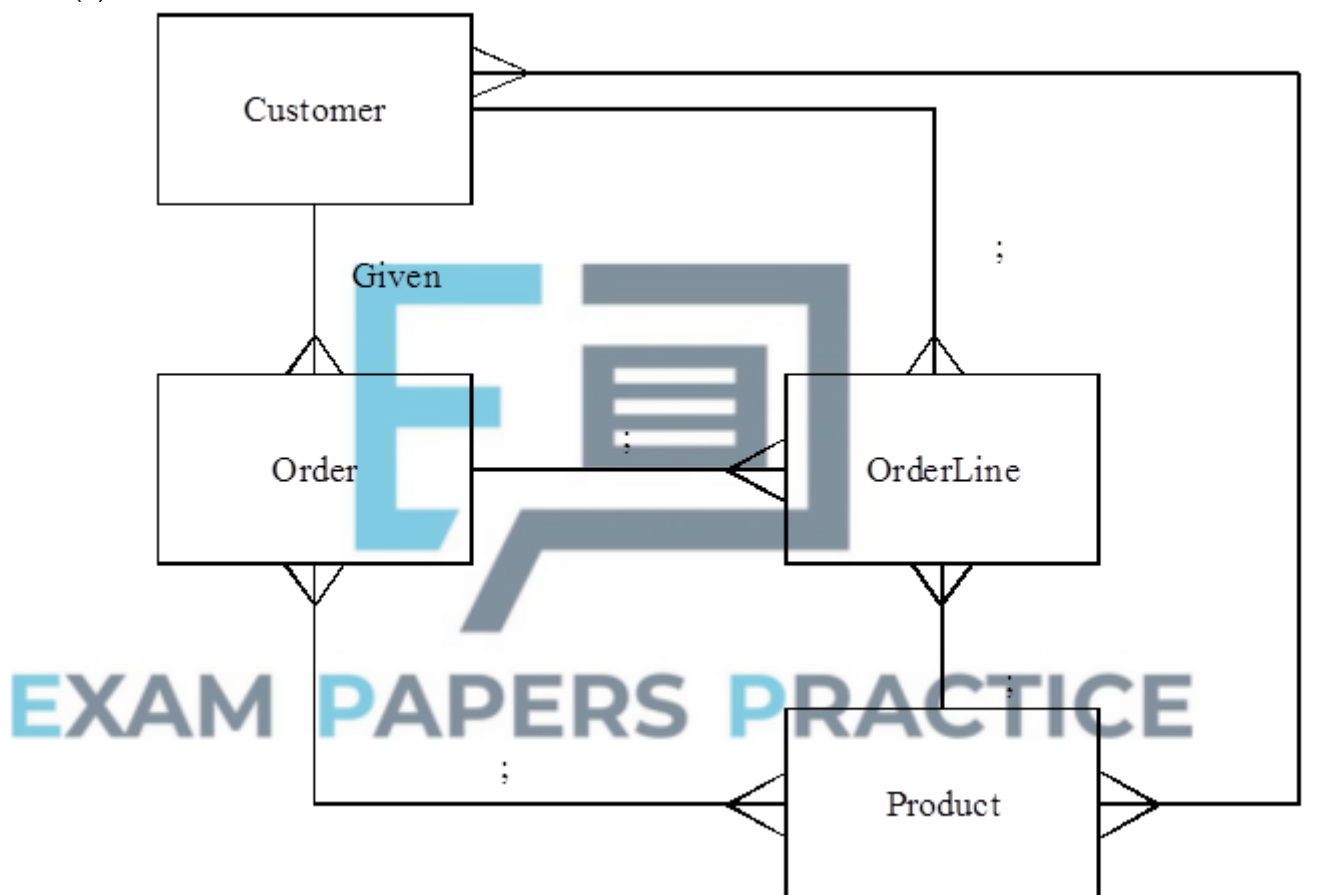 Customer
;
Given
;
Order
OrderLine
EXAM PAPERS PRACTICE
;
;
Product